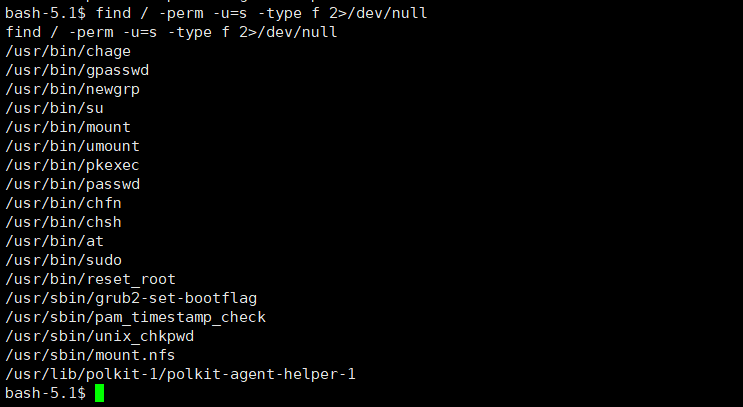 bash-5.1$ find / -perm -u=s -type f 2>/dev/null
find / -perm -u=s -type f 2>/dev/null
/usr/bin/chage
/usr/bin/gpasswd
/usr/bin/newgrp
/usr/bin/su
/usr/bin/mount
/usr/bin/umount
/usr/bin/pkexec
/usr/bin/passwd
/usr/bin/chfn
/usr/bin/chsh
/usr/bin/at
/usr/bin/sudo
/usr/bin/reset_root
/usr/sbin/grub2-set-bootflag
/usr/sbin/pam_timestamp_check
/usr/sbin/unix_chkpwd
/usr/sbin/mount.nfs
/usr/lib/polkit-1/polkit-agent-helper-1
bash-5.1$